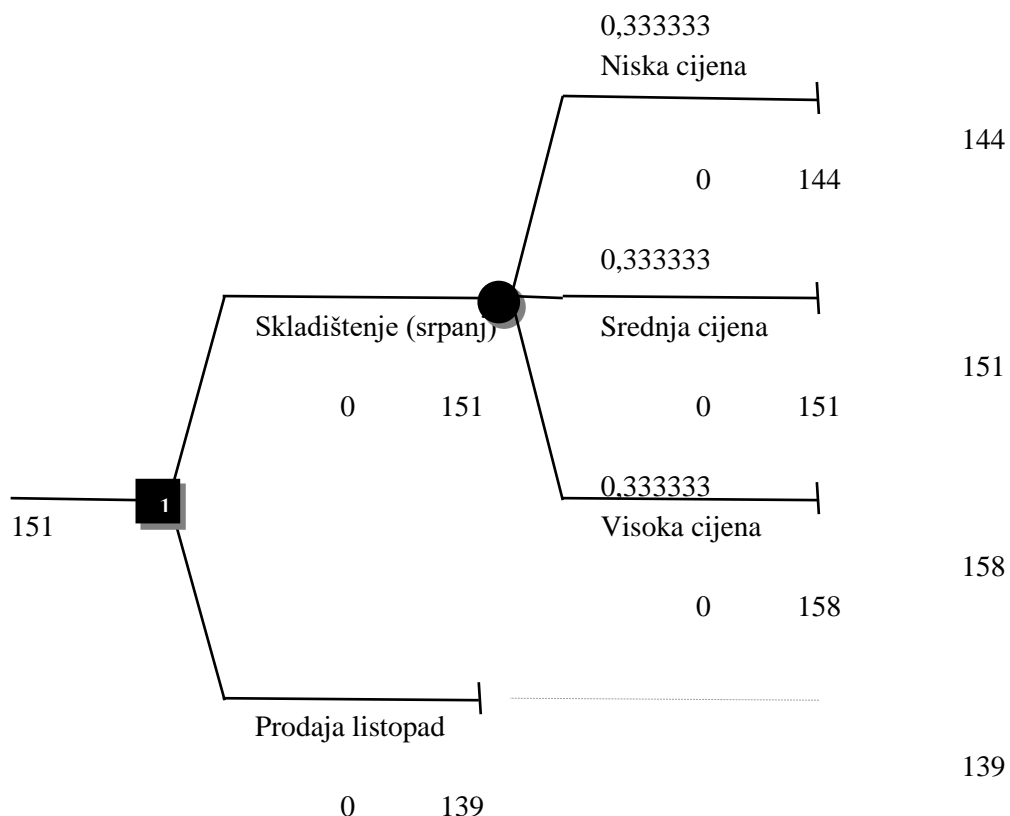 0,333333
Niska cijena
144
0 144
0,333333
Skladištenje (srpanj) Srednja cijena
151
0 151 0 151
0,333333
1
151 Visoka cijena
158
0 158
Prodaja listopad
139
0 139